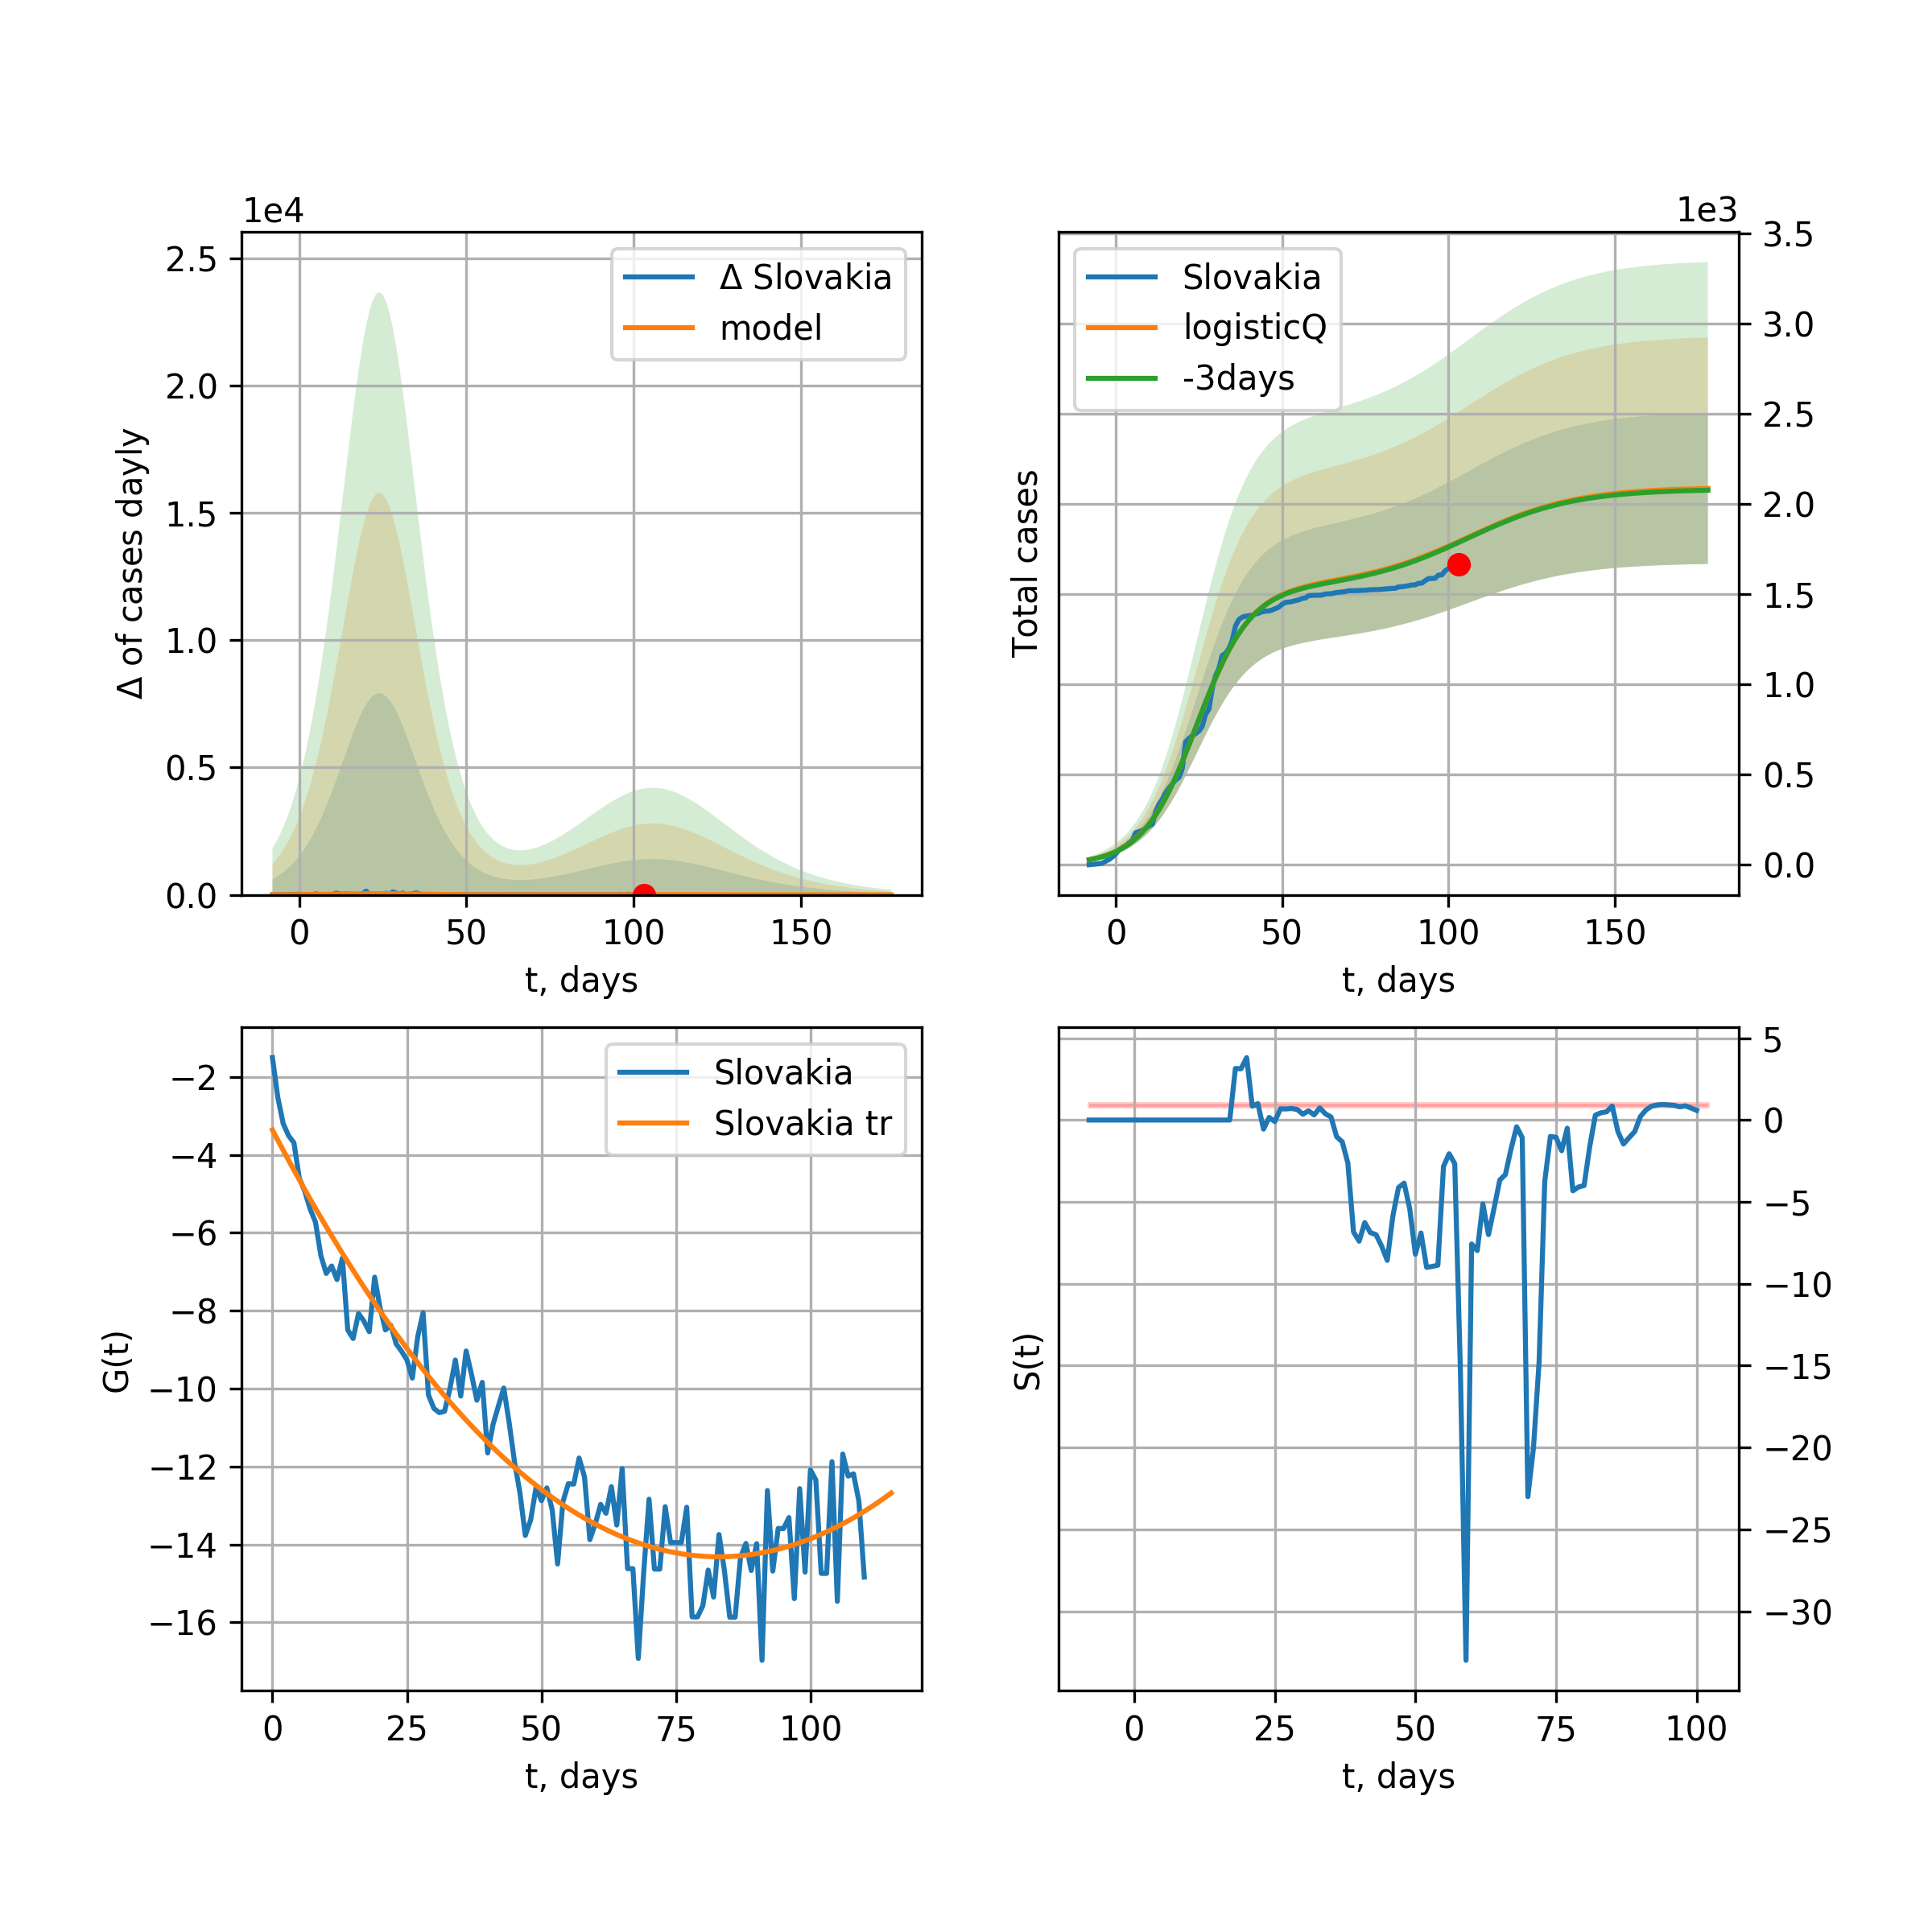 1e4
2.5
2.0
1.5
1.0
0.5
0.0
Δ of cases dayly
Δ Slovakia
model
0
50
100
150
t, days
1e3
3.5
3.0
2.5
2.0
1.5
1.0
0.5
0.0
Total cases
Slovakia
logisticQ
-3days
0
50
100
150
t, days
−2
−4
−6
−8
−10
−12
−14
−16
G(t)
Slovakia
Slovakia tr
0
25
50
75
100
t, days
5
0
−5
−10
−15
−20
−25
−30
S(t)
0
25
50
75
100
t, days